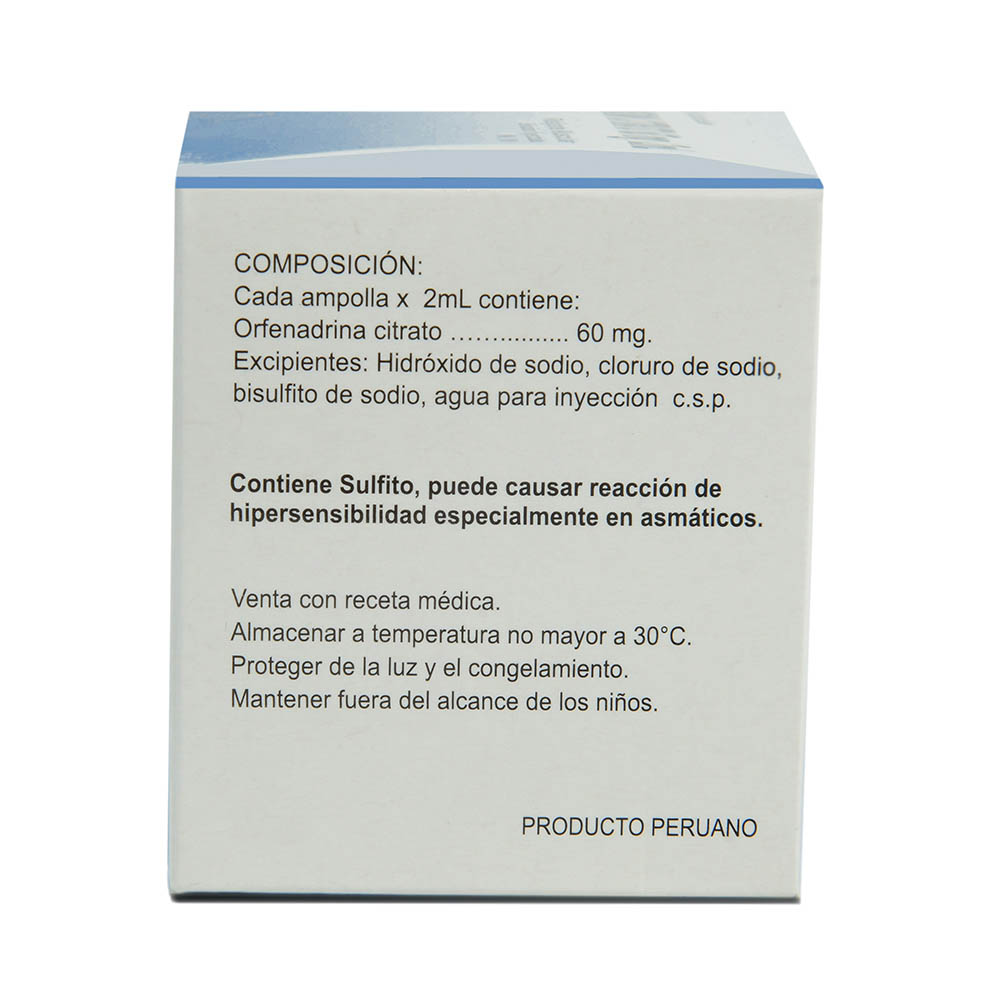 COMPOSICIÓN:
Cada ampolla x 2mL contiene:
Orfenadrina citrato ................ 60 mg.
Excipientes: Hidróxido de sodio, cloruro de sodio,
bisulfito de sodio, agua para inyección c.s.p.
Contiene Sulfito, puede causar reacción de
hipersensibilidad especialmente en asmáticos.
Venta con receta médica.
Almacenar a temperatura no mayor a 30°C.
Proteger de la luz y el congelamiento.
Mantener fuera del alcance de los niños.
PRODUCTO PERUANO